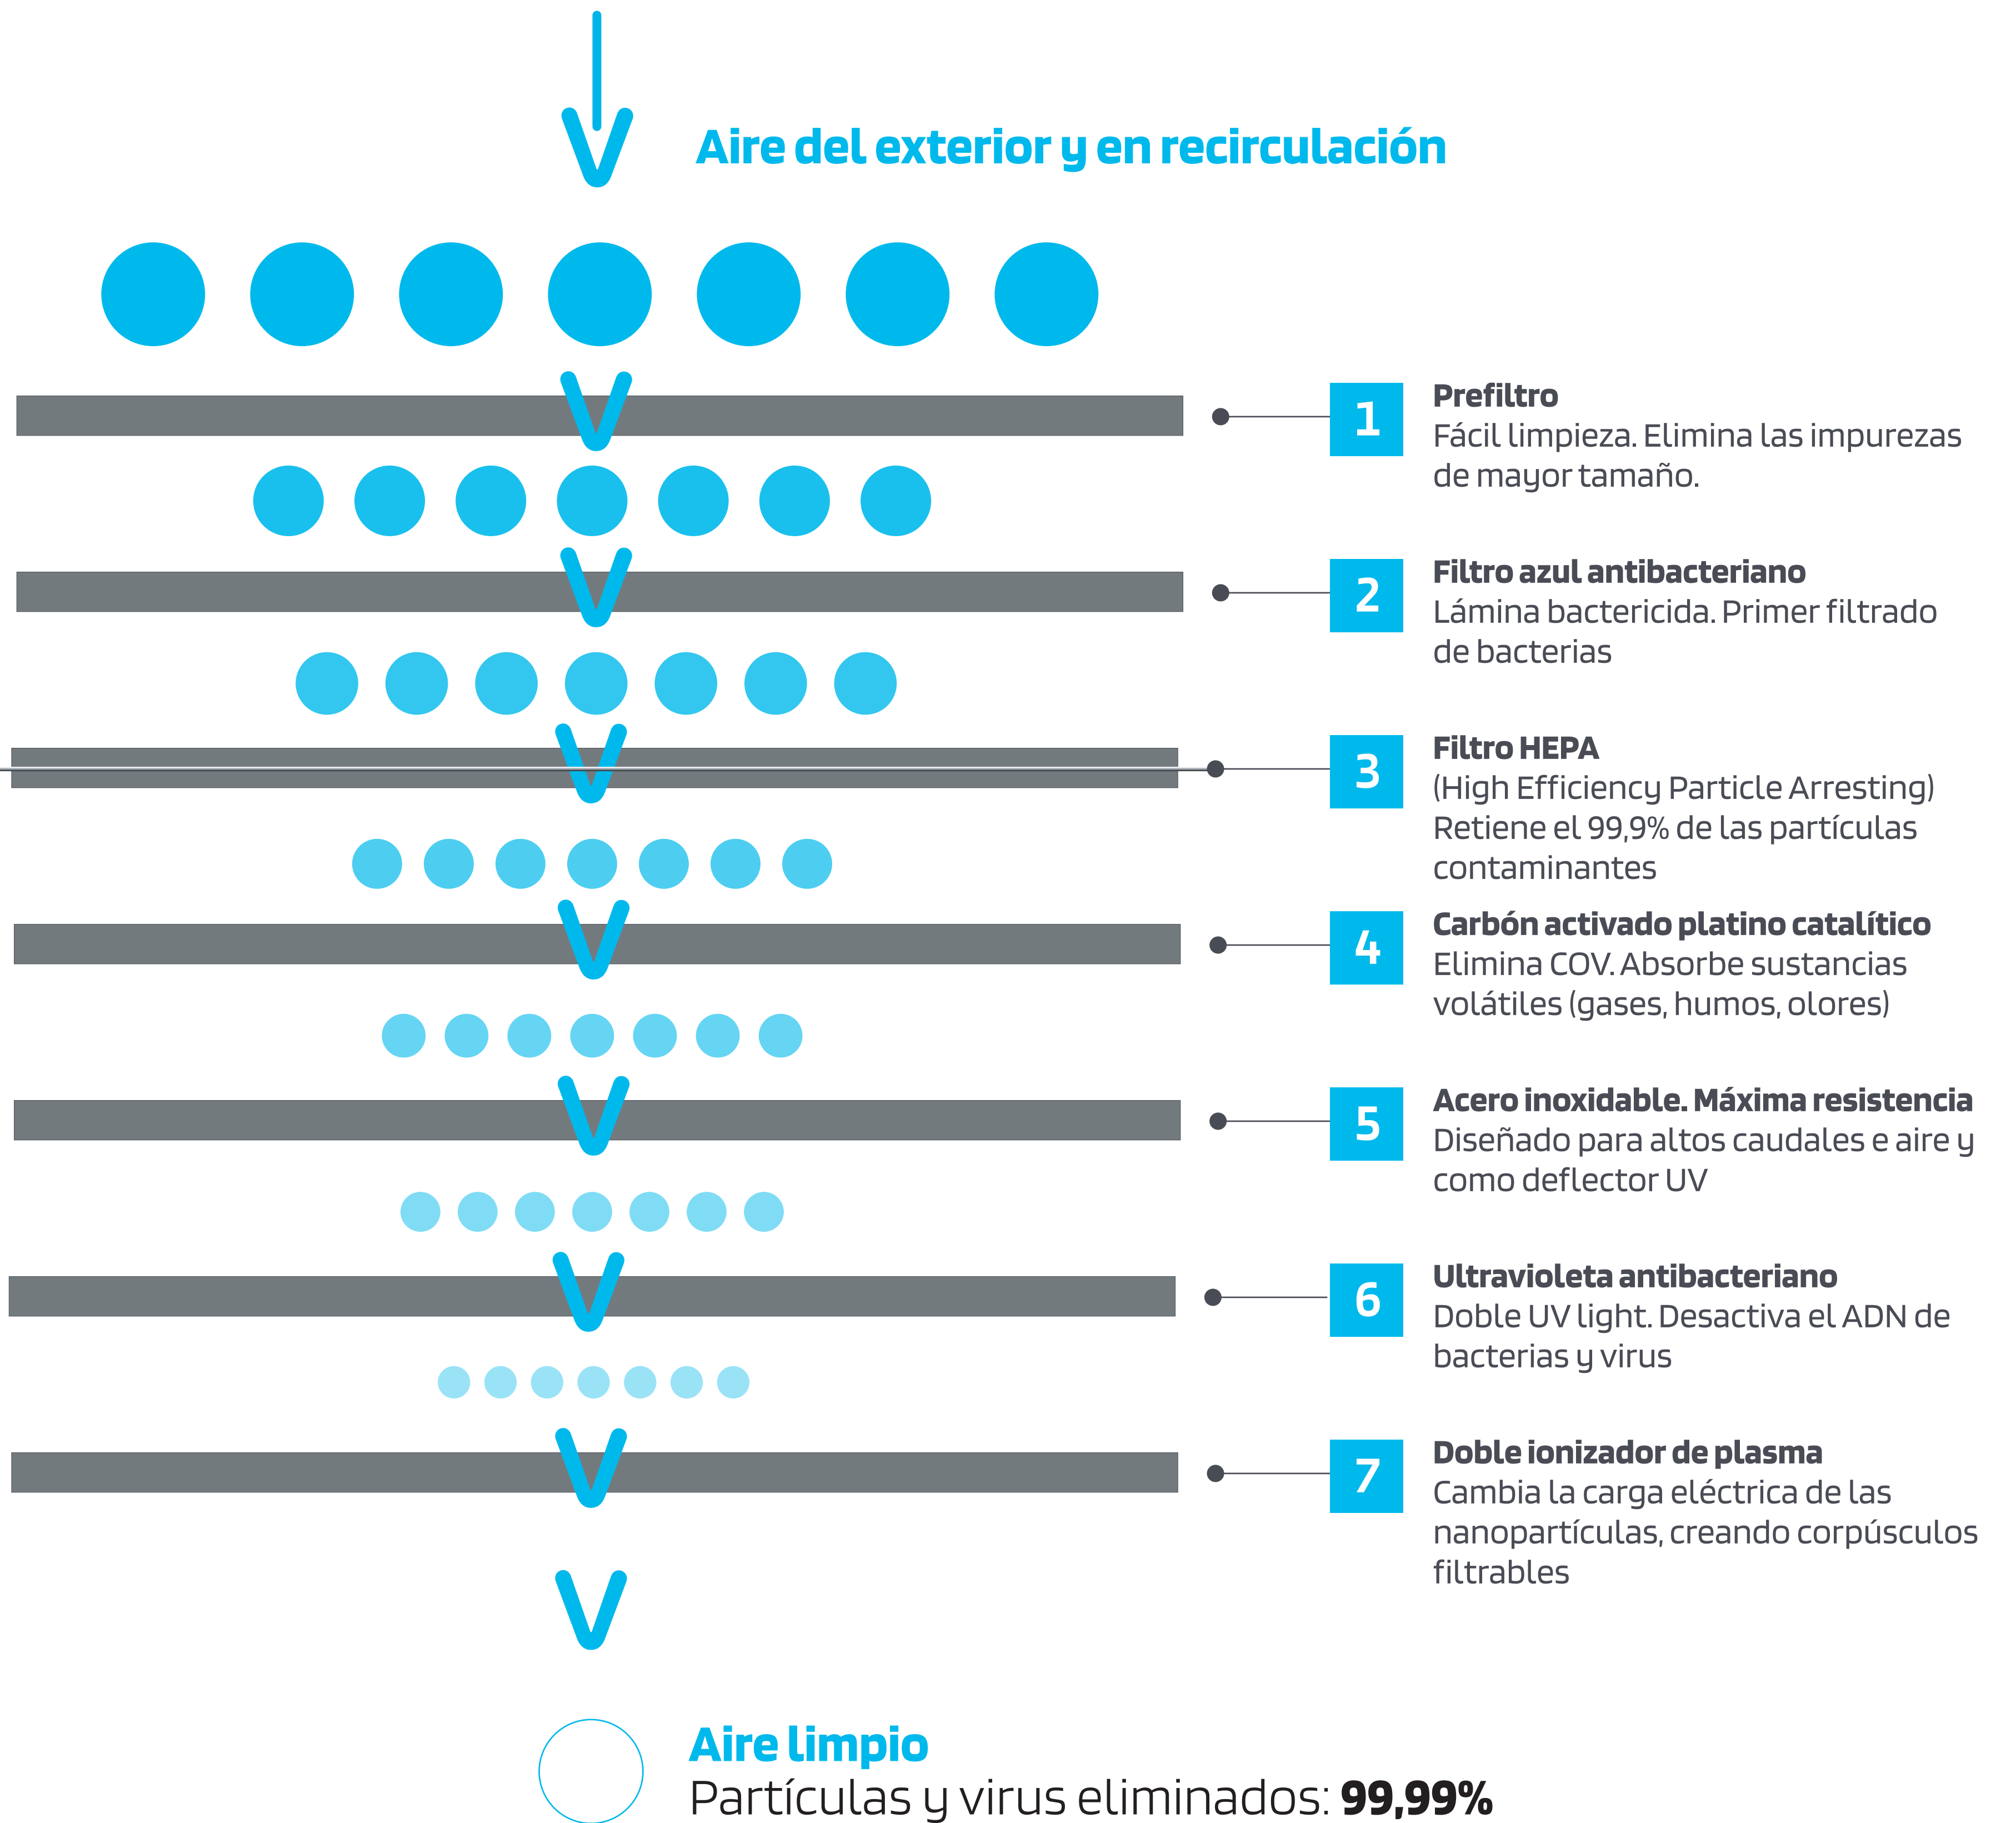 Aire del exterior y en recirculación
1
Prefiltro
Fácil limpieza. Elimina las impurezas
de mayor tamaño.
2
Filtro azul antibacteriano
Lámina bactericida. Primer filtrado
de bacterias
3
Filtro HEPA
(High Efficiency Particle Arresting)
Retiene el 99,9% de las partículas
contaminantes
4
Carbón activado platino catalítico
Elimina COV. Absorbe sustancias
volátiles (gases, humos, olores)
5
Acero inoxidable. Máxima resistencia
Diseñado para altos caudales e aire y
como deflector UV
6
Ultravioleta antibacteriano
Doble UV light. Desactiva el ADN de
bacterias y virus
7
Doble ionizador de plasma
Cambia la carga eléctrica de las
nanopartículas, creando corpúsculos
filtrables
Aire limpio
Partículas y virus eliminados: 99,99%